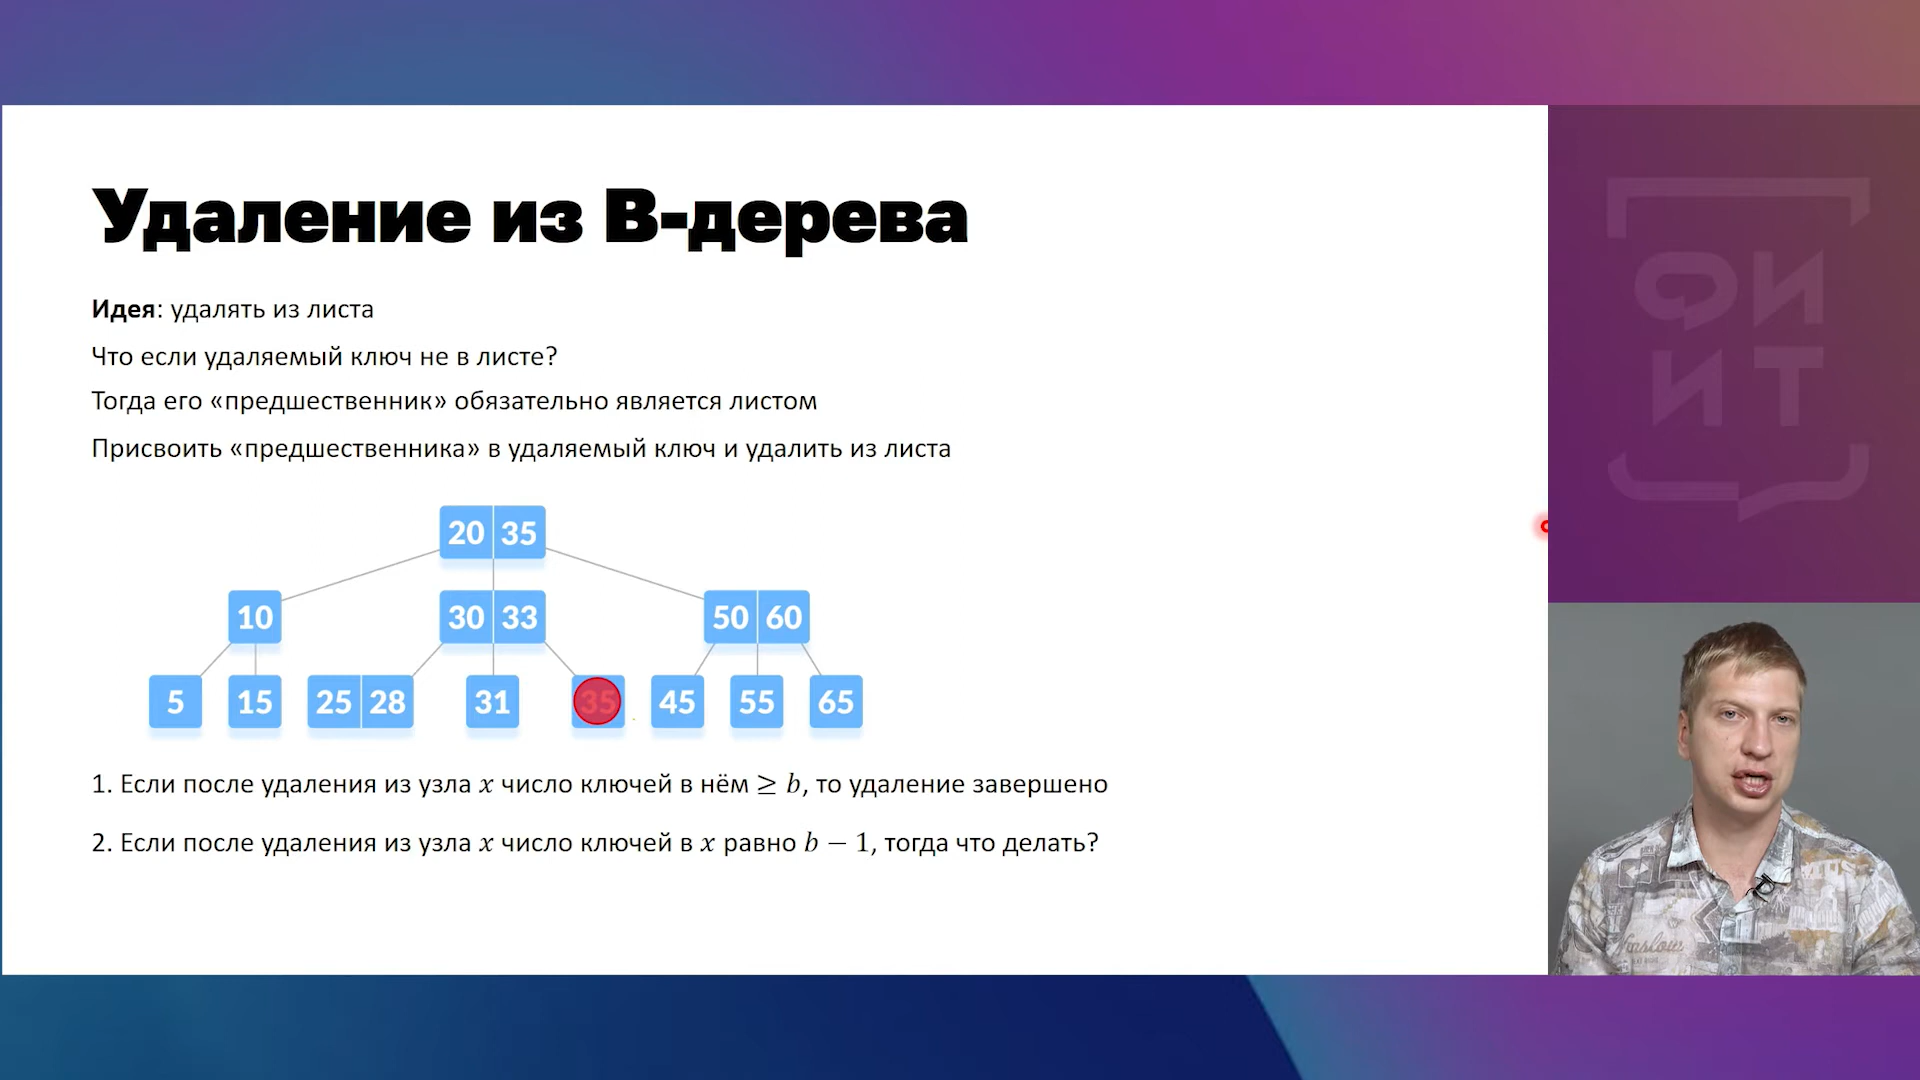 Удаление из B-дерева
Идея: удалять из листа
Что если удаляемый ключ не в листе?
Тогда его «предшественник» обязательно является листом
Присвоить «предшественника» в удаляемый ключ и удалить из листа
20 35
10 30 33 50 60
5 15 25 28 31 35 45 55 65
1. Если после удаления из узла x число ключей в нём ≥ b, то удаление завершено
2. Если после удаления из узла x число ключей в x равно b − 1, тогда что делать?
ФИ
ИТ